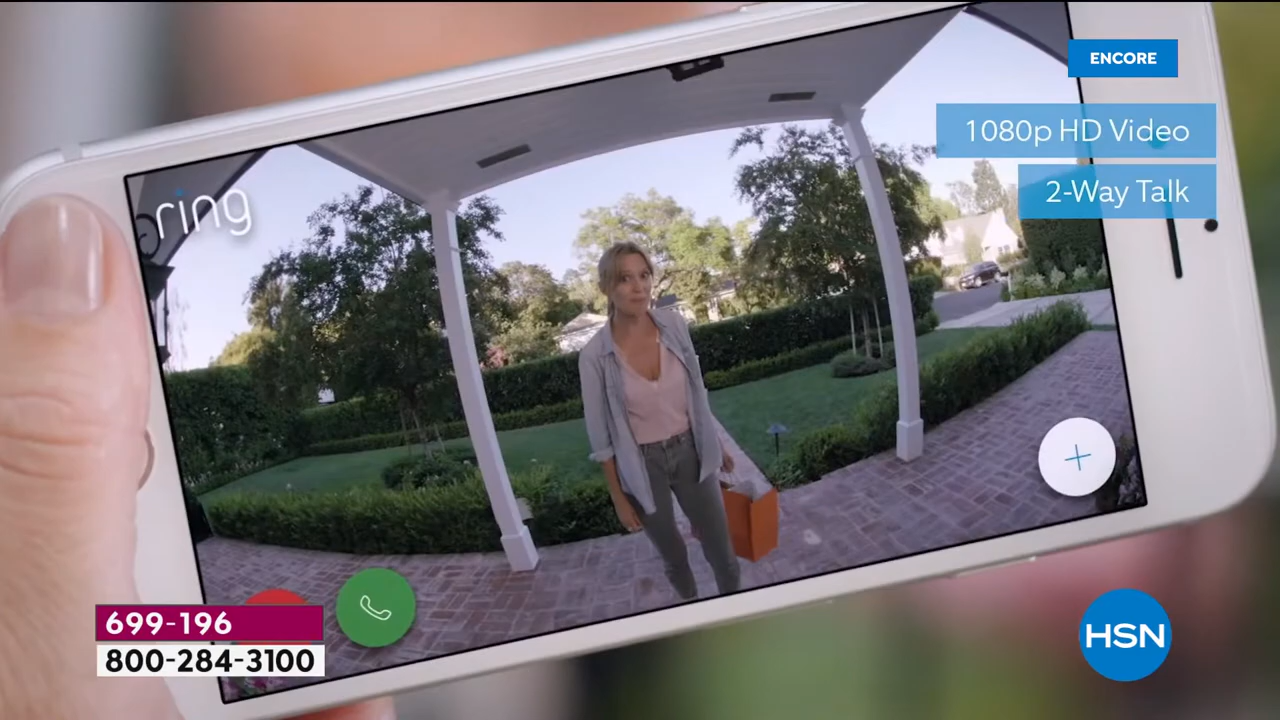 ENCORE
1080p HD Video
2-Way Talk
ring
699-196
800-284-3100
HSN